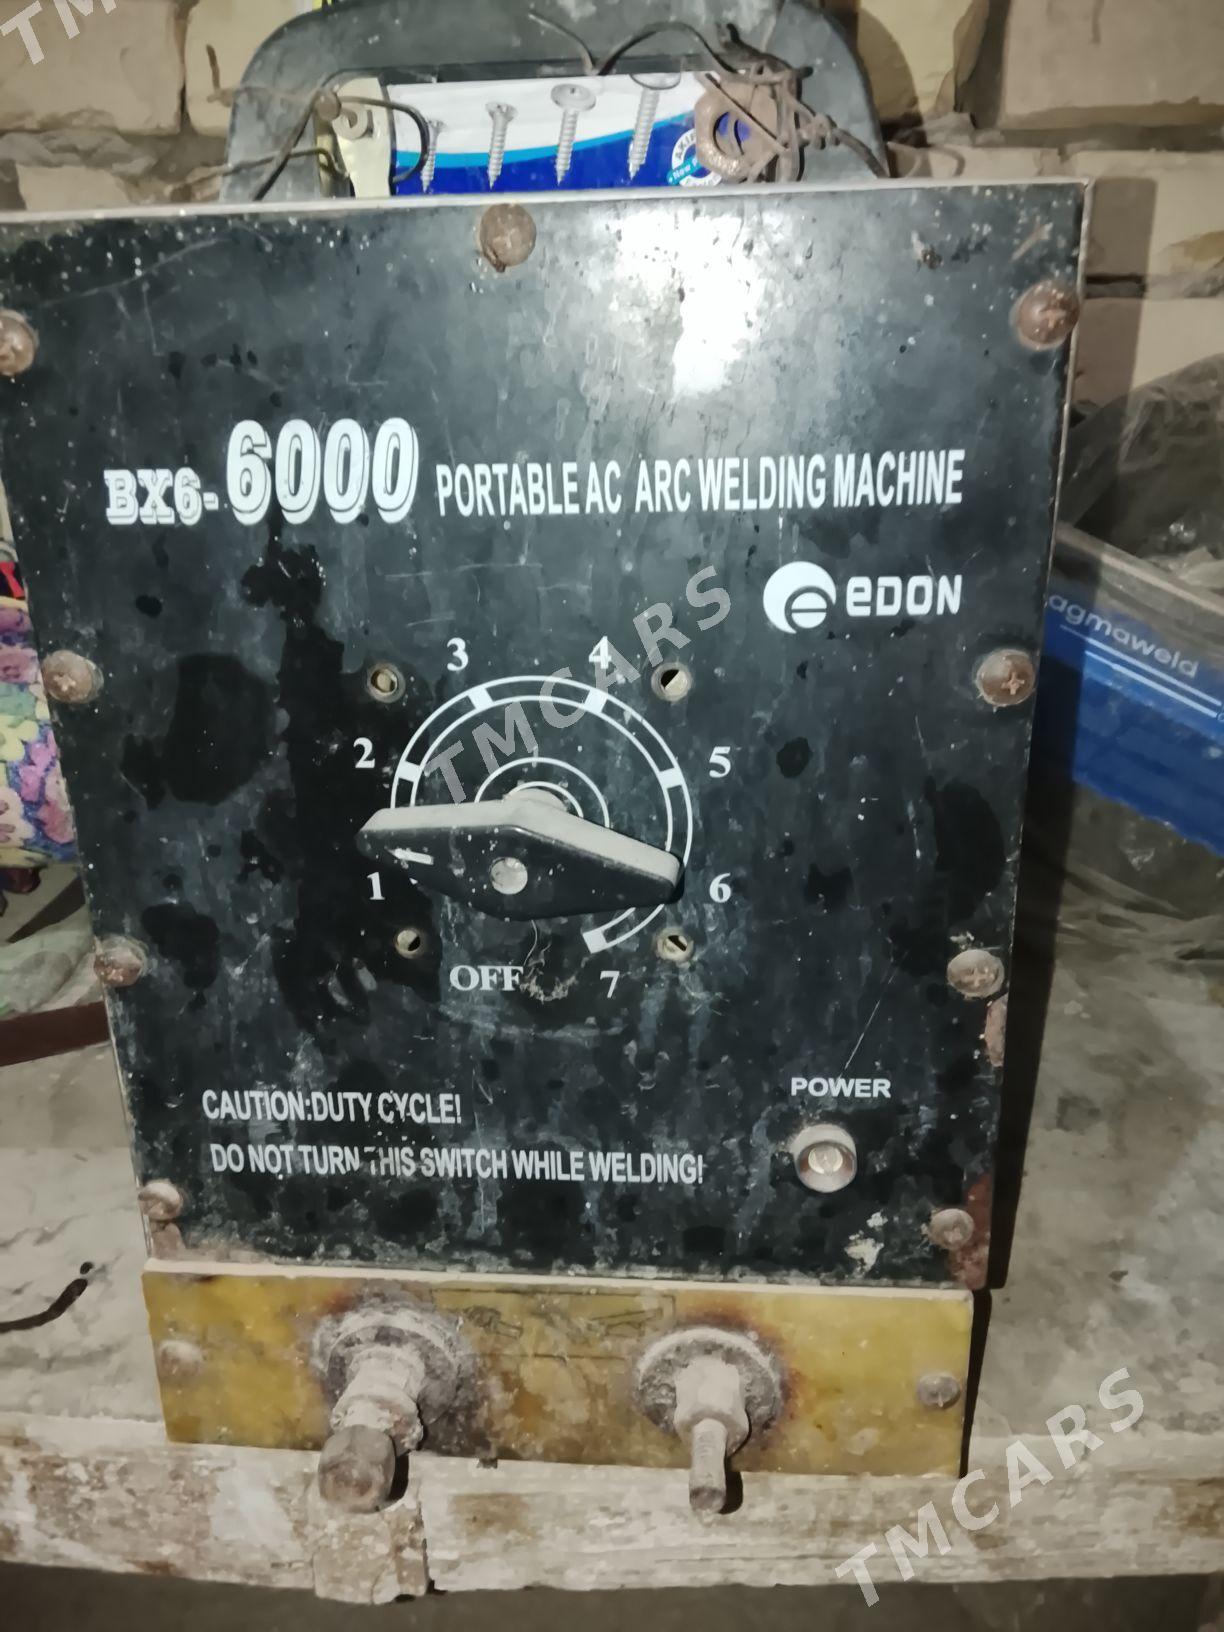 TMCARS
BX6-6000 PORTABLE AC ARC WELDING MACHINE
eDON
agmaweld
3
4
2
5
TMCARS
1
6
OFF
7
POWER
CAUTION:DUTY CYCLE!
DO NOT TURN THIS SWITCH WHILE WELDING!
TMCARS